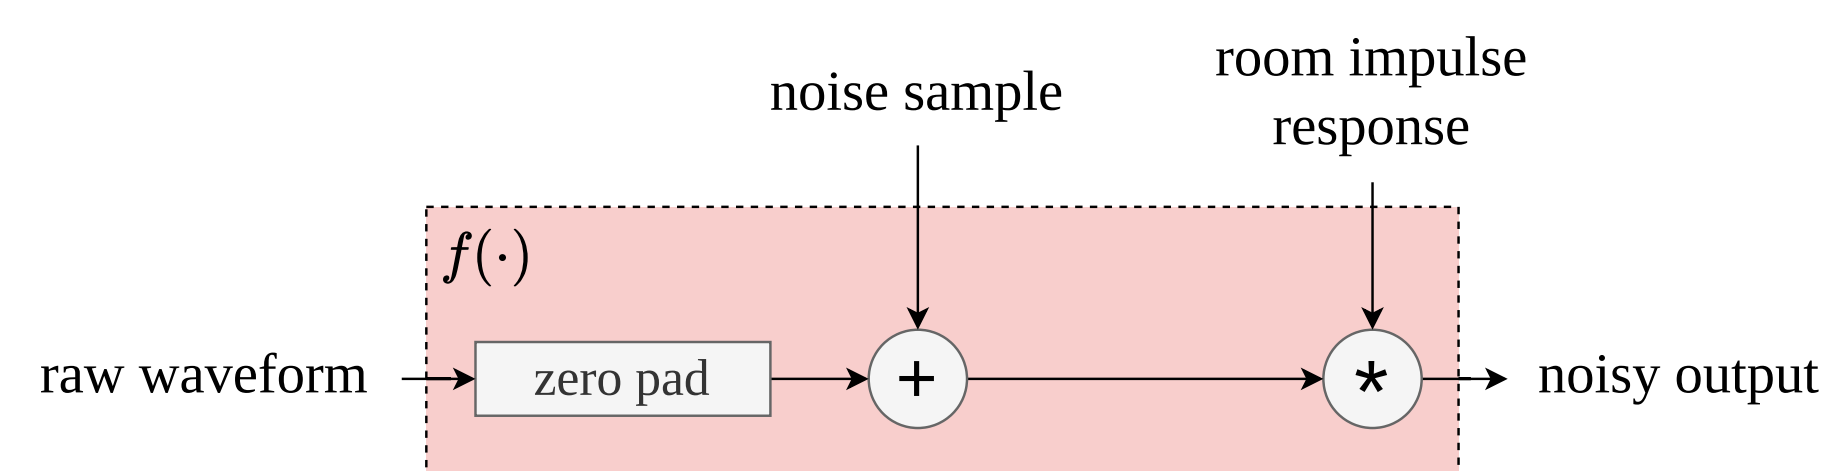 room impulse
response
noise sample
f(·)
raw waveform
zero pad
+
*
noisy output